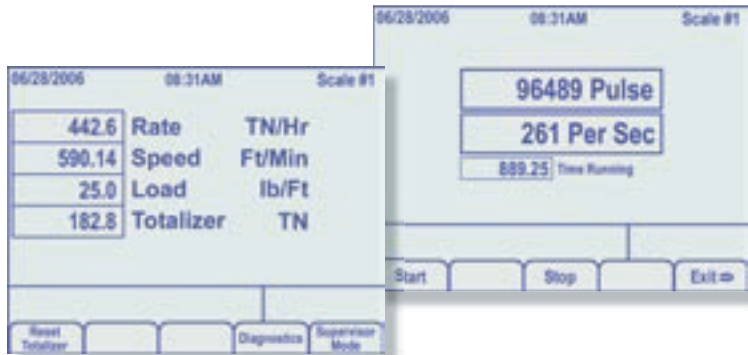 06/28/2006 08:31AM Scale #1
442.6 Rate TN/Hr
590.14 Speed Ft/Min
25.0 Load lb/Ft
182.8 Totalizer TN
Reset Totalizer Diagnostics Supervisor Mode
06/28/2006 08:31AM Scale #1
96489 Pulse
261 Per Sec
889.25 Time Running
Start Stop Exit⇨